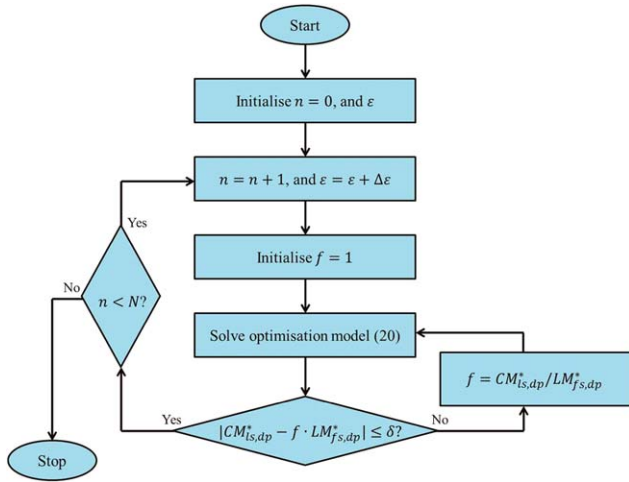 Start
Initialise n = 0, and ε
n = n + 1, and ε = ε + Δε
Yes
Initialise f = 1
No
n < N?
Solve optimisation model (20)
f = CM*ls,dp/LM*fs,dp
Yes
|CM*ls,dp − f · LM*fs,dp| ≤ δ?
No
Stop